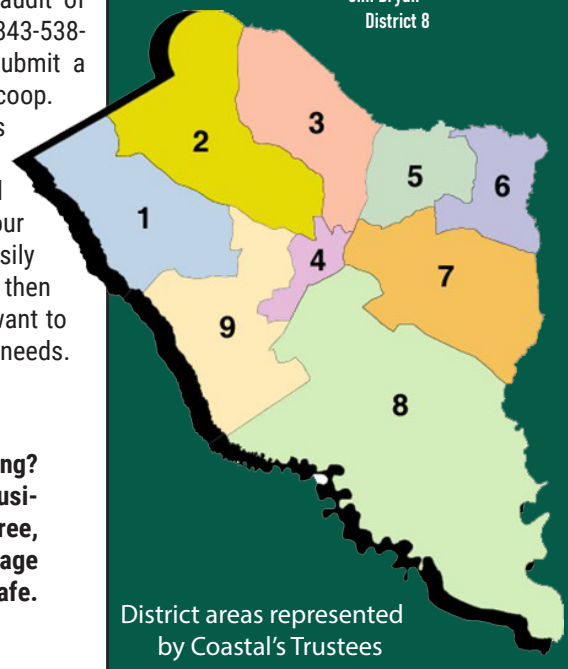 audit of
843-538-
ubmit a
coop.
s
our
sily
then
want to
needs.
ng?
usi-
ree,
age
afe.
District 8
2
3
5
6
1
4
7
9
8
District areas represented
by Coastal's Trustees